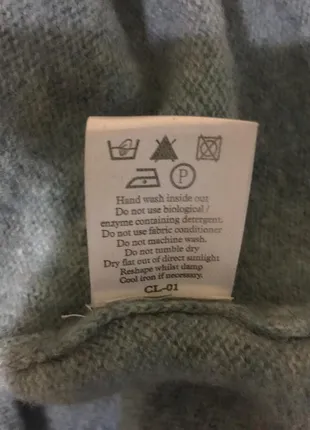 P
Hand wash inside out
Do not use biological /
enzyme containing detergent.
Do not use fabric conditioner
Do not machine wash.
Do not tumble dry
Dry flat out of direct sunlight
Reshape whilst damp
Cool iron if necessary.
CL-01